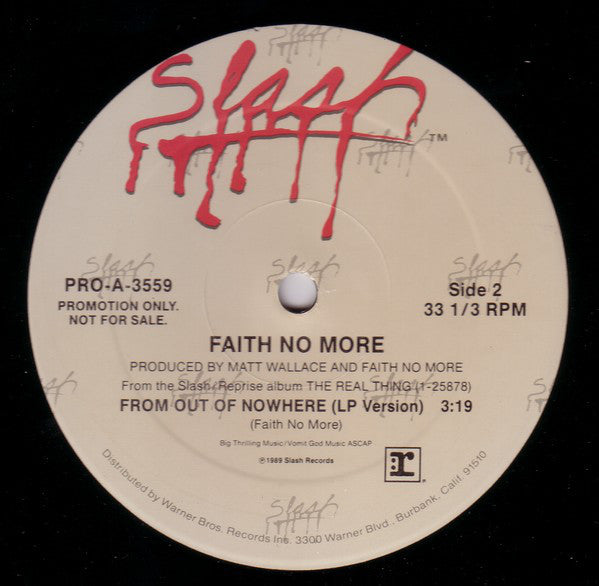 Slash
TM
Slash
Slash
PRO-A-3559
PROMOTION ONLY.
NOT FOR SALE.
Side 2
33 1/3 RPM
FAITH NO MORE
PRODUCED BY MATT WALLACE AND FAITH NO MORE
From the Slash/Reprise album THE REAL THING (1-25878)
FROM OUT OF NOWHERE (LP Version) 3:19
(Faith No More)
Big Thrilling Music/Vomit God Music ASCAP
℗1989 Slash Records
r
Slash
Distributed by Warner Bros. Records Inc. 3300 Warner Blvd. Burbank, Calif. 91510